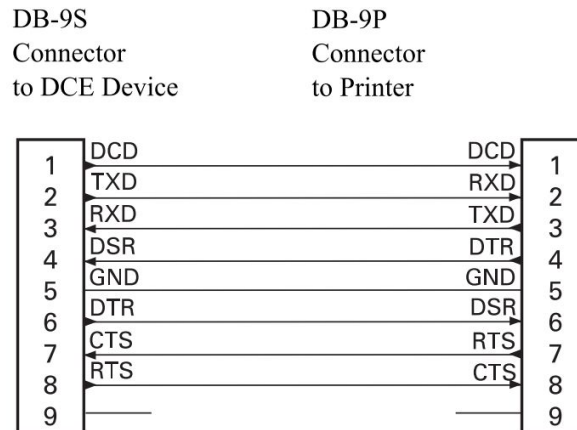 DB-9S DB-9P
Connector Connector
to DCE Device to Printer
1 DCD DCD 1
2 TXD RXD 2
3 RXD TXD 3
4 DSR DTR 4
5 GND GND 5
6 DTR DSR 6
7 CTS RTS 7
8 RTS CTS 8
9 9